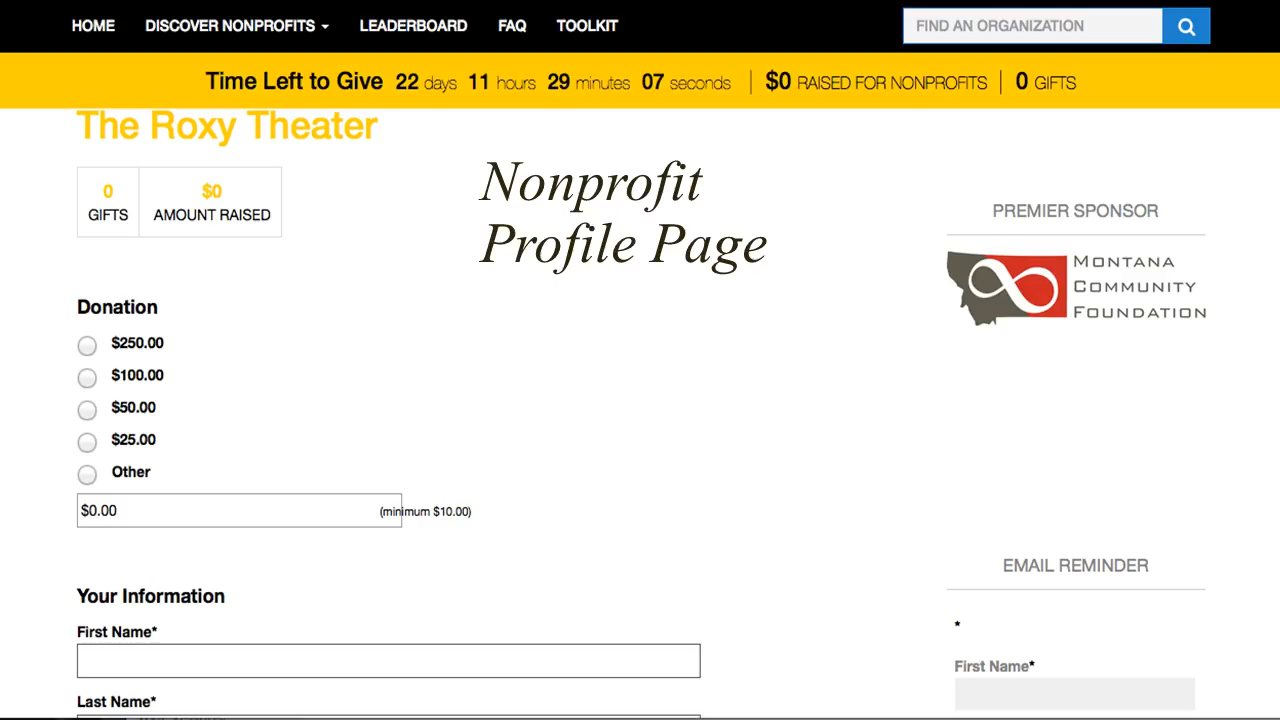 HOME DISCOVER NONPROFITS LEADERBOARD FAQ TOOLKIT FIND AN ORGANIZATION
Time Left to Give 22 days 11 hours 29 minutes 07 seconds $0 RAISED FOR NONPROFITS 0 GIFTS
The Roxy Theater
0 $0
GIFTS AMOUNT RAISED
Nonprofit
Profile Page
PREMIER SPONSOR
MONTANA
COMMUNITY
FOUNDATION
Donation
$250.00
$100.00
$50.00
$25.00
Other
$0.00 (minimum $10.00)
Your Information
First Name*
Last Name*
EMAIL REMINDER
*
First Name*